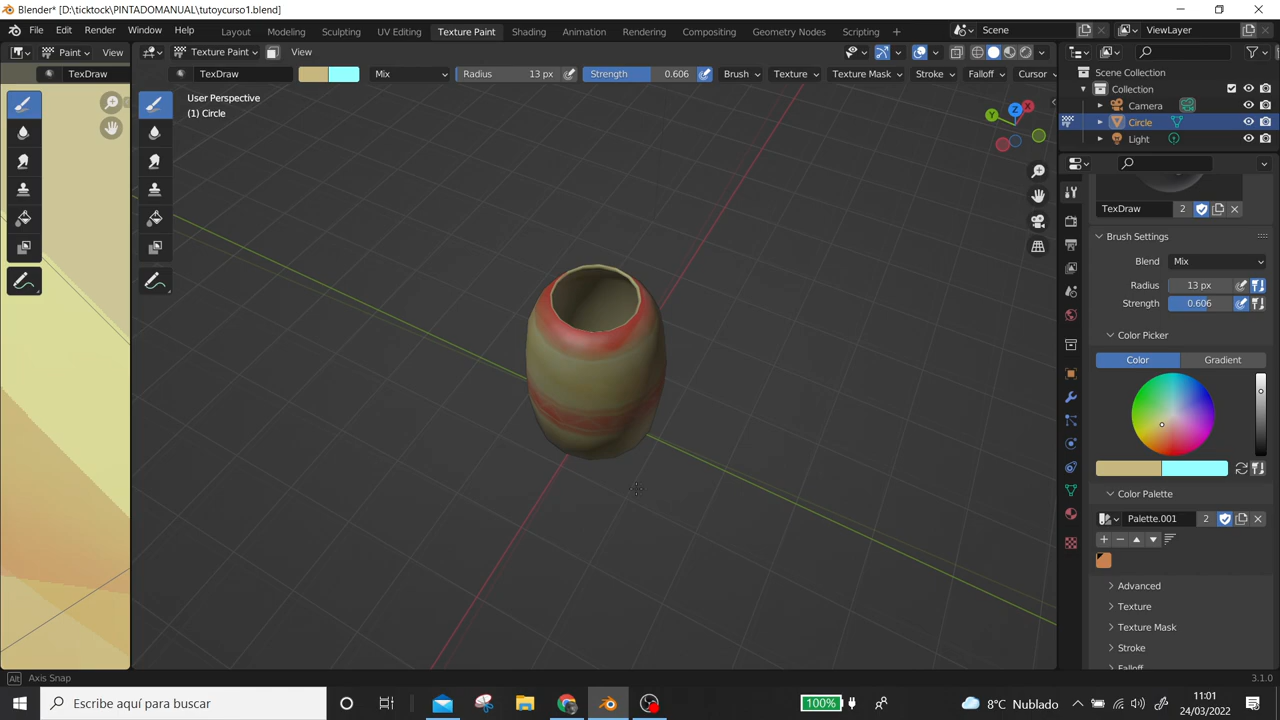 Blender* [D:\ticktock\PINTADOMANUAL\tutoycurso1.blend]
File Edit Render Window Help Layout Modeling Sculpting UV Editing Texture Paint Shading Animation Rendering Compositing Geometry Nodes Scripting + Scene ViewLayer
Paint View Texture Paint View
TexDraw TexDraw Mix Radius 13 px Strength 0.606 Brush Texture Texture Mask Stroke Falloff Cursor
User Perspective
(1) Circle
Z
X
Y
Scene Collection
Collection
Camera
Circle
Light
TexDraw 2
Brush Settings
Blend Mix
Radius 13 px
Strength 0.606
Color Picker
Color Gradient
Color Palette
Palette.001 2
Advanced
Texture
Texture Mask
Stroke
Falloff
Alt Axis Snap 3.1.0
Escribe aquí para buscar 100% 8°C Nublado 11:01
24/03/2022